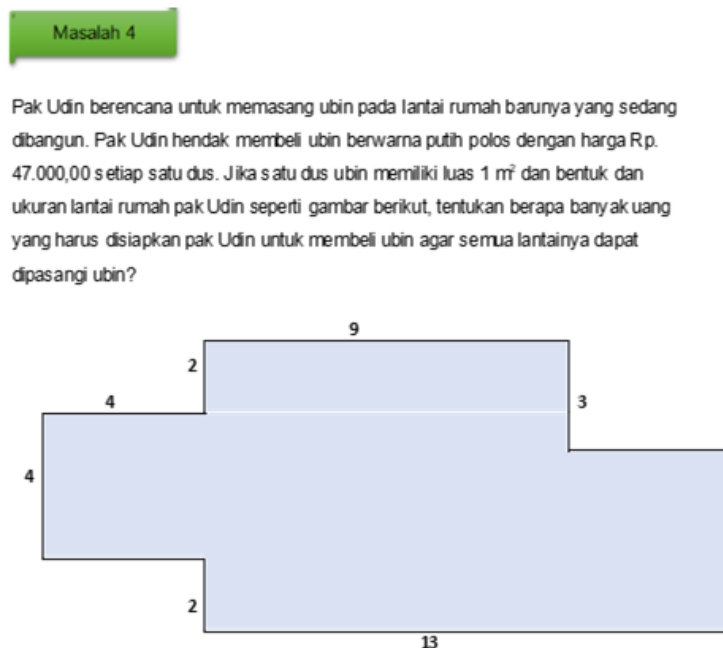 Masalah 4
Pak Udin berencana untuk memasang ubin pada lantai rumah barunya yang sedang
dibangun. Pak Udin hendak membeli ubin berwarna putih polos dengan harga Rp.
47.000,00 setiap satu dus. Jika satu dus ubin memiliki luas 1 m² dan bentuk dan
ukuran lantai rumah pak Udin seperti gambar berikut, tentukan berapa banyak uang
yang harus disiapkan pak Udin untuk membeli ubin agar semua lantainya dapat
dipasangi ubin?
9
2
4
3
4
2
13